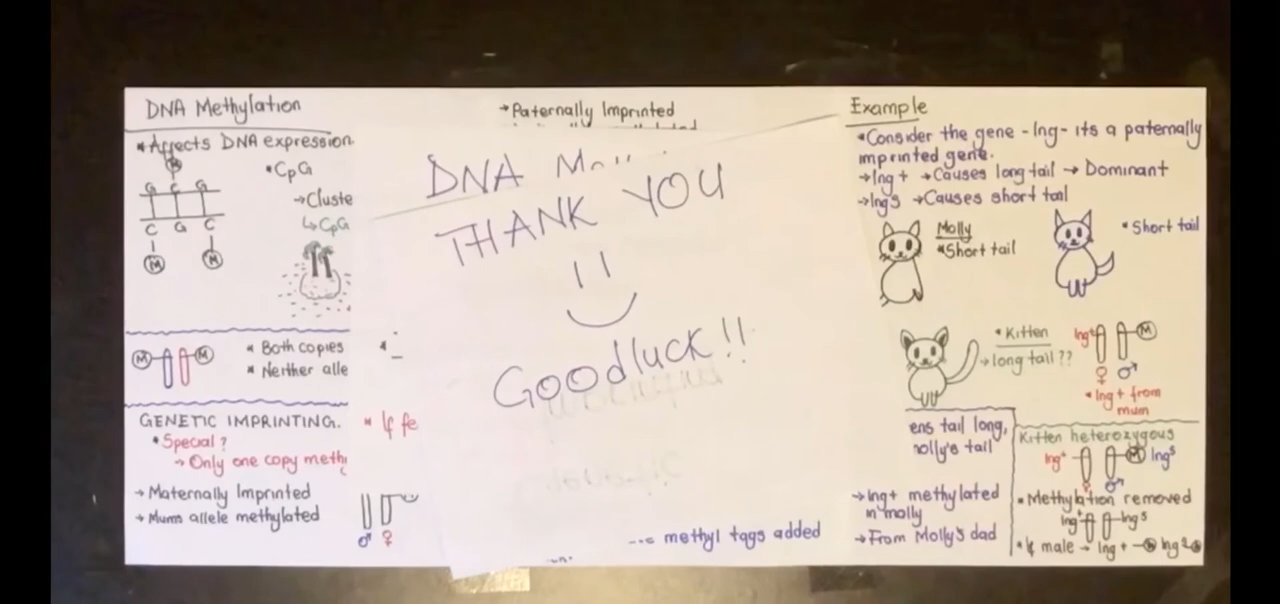 DNA Methylation
*Affects DNA expression
M
G C G
C G C
M M
*CpG
→Cluste
↳CpG
M M
* Both copies
* Neither alle
GENETIC IMPRINTING.
* Special ?
→ Only one copy meth
→ Maternally Imprinted
→ Mums allele methylated
→Paternally Imprinted
DNA M
THANK YOU
Goodluck!!
* If fe
♂ ♀
methyl tags added
Example
*Consider the gene -lng- its a paternally
imprinted gene.
→lng+ →Causes long tail → Dominant
→lngs →Causes short tail
Molly
*Short tail
* Short tail
* Kitten
→long tail ??
lng+ M
♀ ♂
* lng+ from
mum
ens tail long,
molly's tail
→lng+ methylated
in molly
→From Molly's dad
Kitten heterozygous
lng+ M lngs
♀ ♂
*Methylation removed
lng+ lngs
*If male → lng+